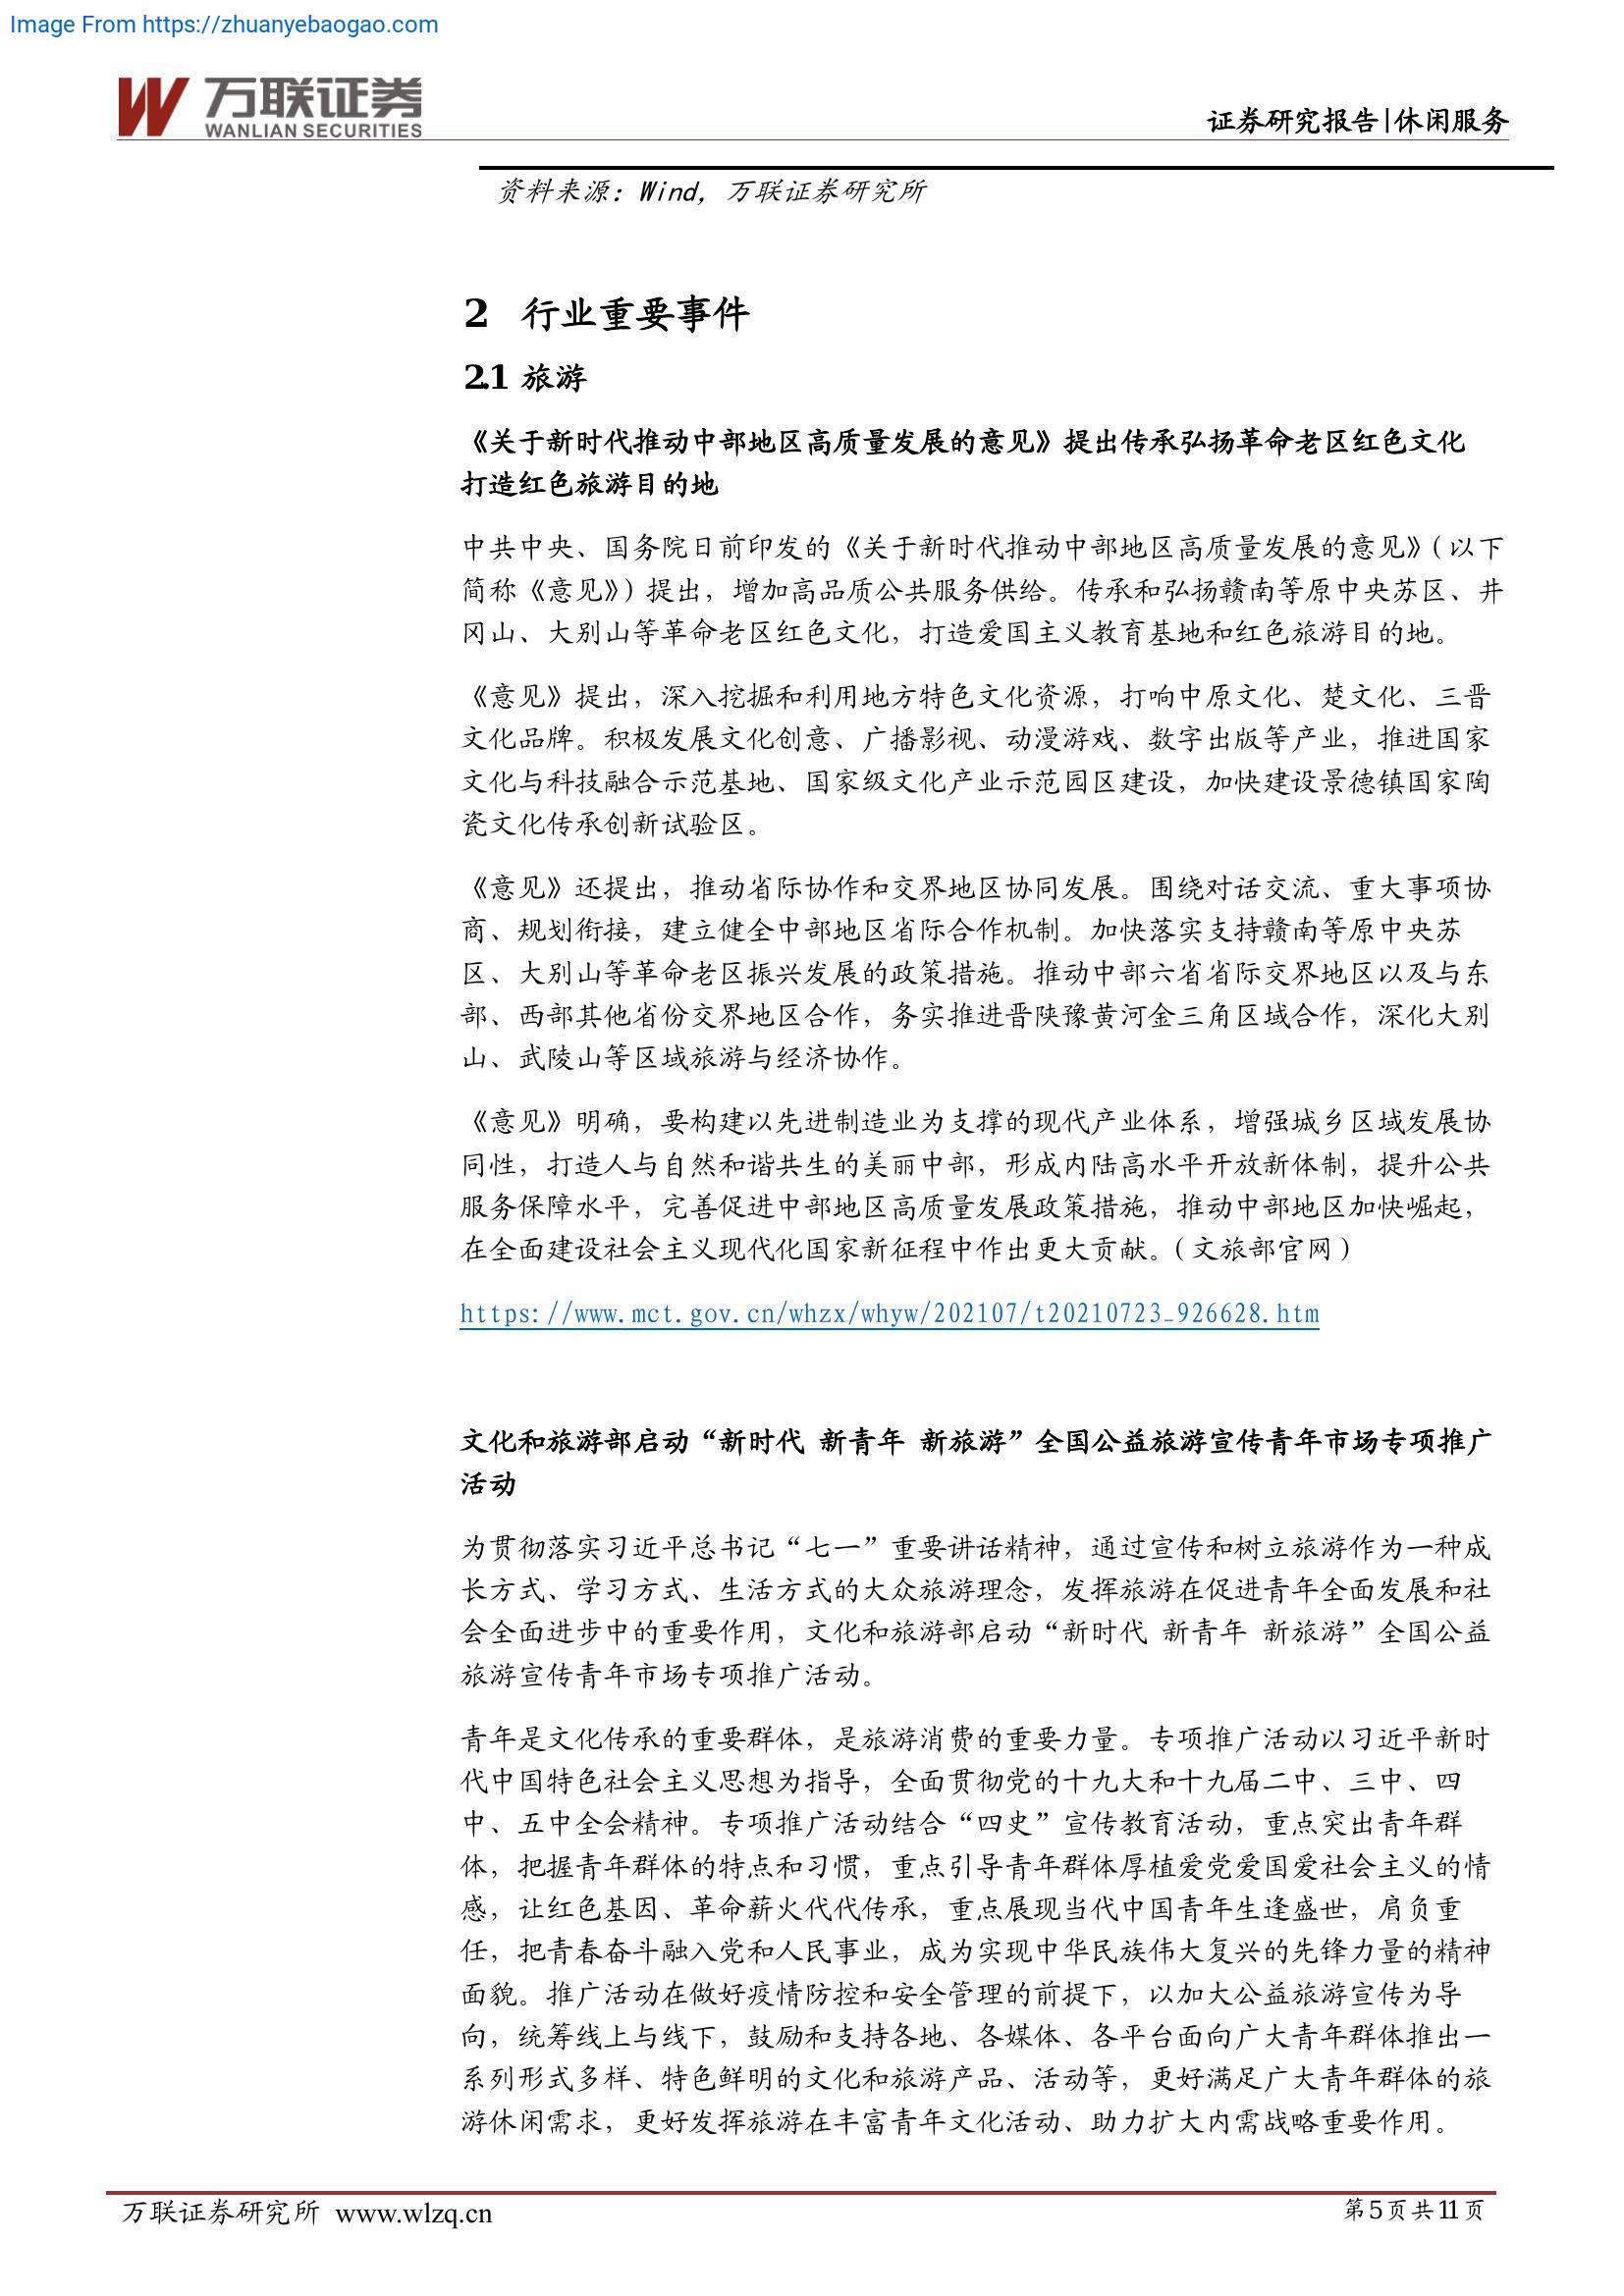 Image From https://zhuanyebaogao.com
万联证券
WANLIAN SECURITIES
证券研究报告|休闲服务
资料来源：Wind，万联证券研究所
2 行业重要事件
2.1 旅游
《关于新时代推动中部地区高质量发展的意见》提出传承弘扬革命老区红色文化
打造红色旅游目的地
中共中央、国务院日前印发的《关于新时代推动中部地区高质量发展的意见》（以下
简称《意见》）提出，增加高品质公共服务供给。传承和弘扬赣南等原中央苏区、井
冈山、大别山等革命老区红色文化，打造爱国主义教育基地和红色旅游目的地。
《意见》提出，深入挖掘和利用地方特色文化资源，打响中原文化、楚文化、三晋
文化品牌。积极发展文化创意、广播影视、动漫游戏、数字出版等产业，推进国家
文化与科技融合示范基地、国家级文化产业示范园区建设，加快建设景德镇国家陶
瓷文化传承创新试验区。
《意见》还提出，推动省际协作和交界地区协同发展。围绕对话交流、重大事项协
商、规划衔接，建立健全中部地区省际合作机制。加快落实支持赣南等原中央苏
区、大别山等革命老区振兴发展的政策措施。推动中部六省省际交界地区以及与东
部、西部其他省份交界地区合作，务实推进晋陕豫黄河金三角区域合作，深化大别
山、武陵山等区域旅游与经济协作。
《意见》明确，要构建以先进制造业为支撑的现代产业体系，增强城乡区域发展协
同性，打造人与自然和谐共生的美丽中部，形成内陆高水平开放新体制，提升公共
服务保障水平，完善促进中部地区高质量发展政策措施，推动中部地区加快崛起，
在全面建设社会主义现代化国家新征程中作出更大贡献。（文旅部官网）
https://www.mct.gov.cn/whzx/whyw/202107/t20210723_926628.htm
文化和旅游部启动“新时代 新青年 新旅游”全国公益旅游宣传青年市场专项推广
活动
为贯彻落实习近平总书记“七一”重要讲话精神，通过宣传和树立旅游作为一种成
长方式、学习方式、生活方式的大众旅游理念，发挥旅游在促进青年全面发展和社
会全面进步中的重要作用，文化和旅游部启动“新时代 新青年 新旅游”全国公益
旅游宣传青年市场专项推广活动。
青年是文化传承的重要群体，是旅游消费的重要力量。专项推广活动以习近平新时
代中国特色社会主义思想为指导，全面贯彻党的十九大和十九届二中、三中、四
中、五中全会精神。专项推广活动结合“四史”宣传教育活动，重点突出青年群
体，把握青年群体的特点和习惯，重点引导青年群体厚植爱党爱国爱社会主义的情
感，让红色基因、革命薪火代代传承，重点展现当代中国青年生逢盛世，肩负重
任，把青春奋斗融入党和人民事业，成为实现中华民族伟大复兴的先锋力量的精神
面貌。推广活动在做好疫情防控和安全管理的前提下，以加大公益旅游宣传为导
向，统筹线上与线下，鼓励和支持各地、各媒体、各平台面向广大青年群体推出一
系列形式多样、特色鲜明的文化和旅游产品、活动等，更好满足广大青年群体的旅
游休闲需求，更好发挥旅游在丰富青年文化活动、助力扩大内需战略重要作用。
万联证券研究所 www.wlzq.cn
第5页共11页